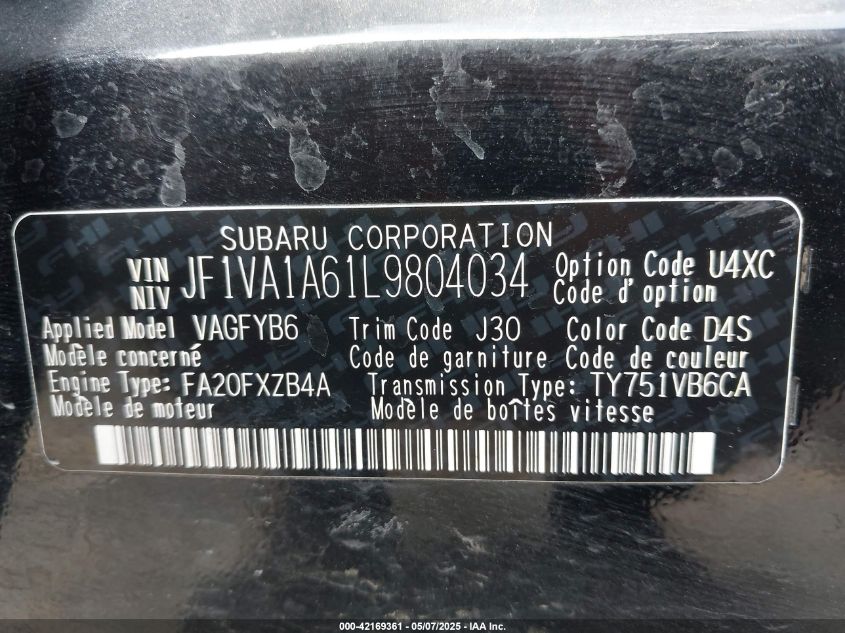 SUBARU CORPORATION
VIN JF1VA1A61L9804034 Option Code U4XC
NIV Code d'option
Applied Model VAGFYB6 Trim Code J30 Color Code D4S
Modèle concerné Code de garniture Code de couleur
Engine Type: FA20FXZB4A Transmission Type: TY751VB6CA
Modèle de moteur Modèle de boîtes vitesse
000-42169361 - 05/07/2025 - IAA Inc.